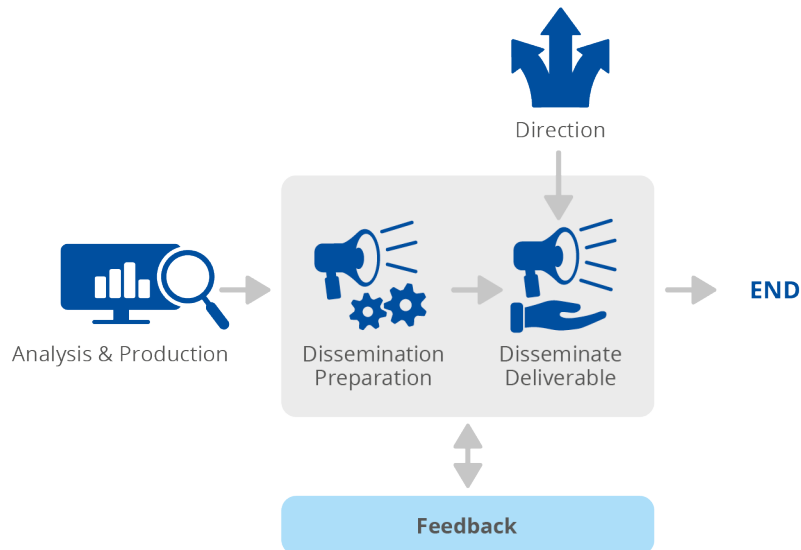 Direction
END
Analysis & Production
Dissemination
Preparation
Disseminate
Deliverable
Feedback